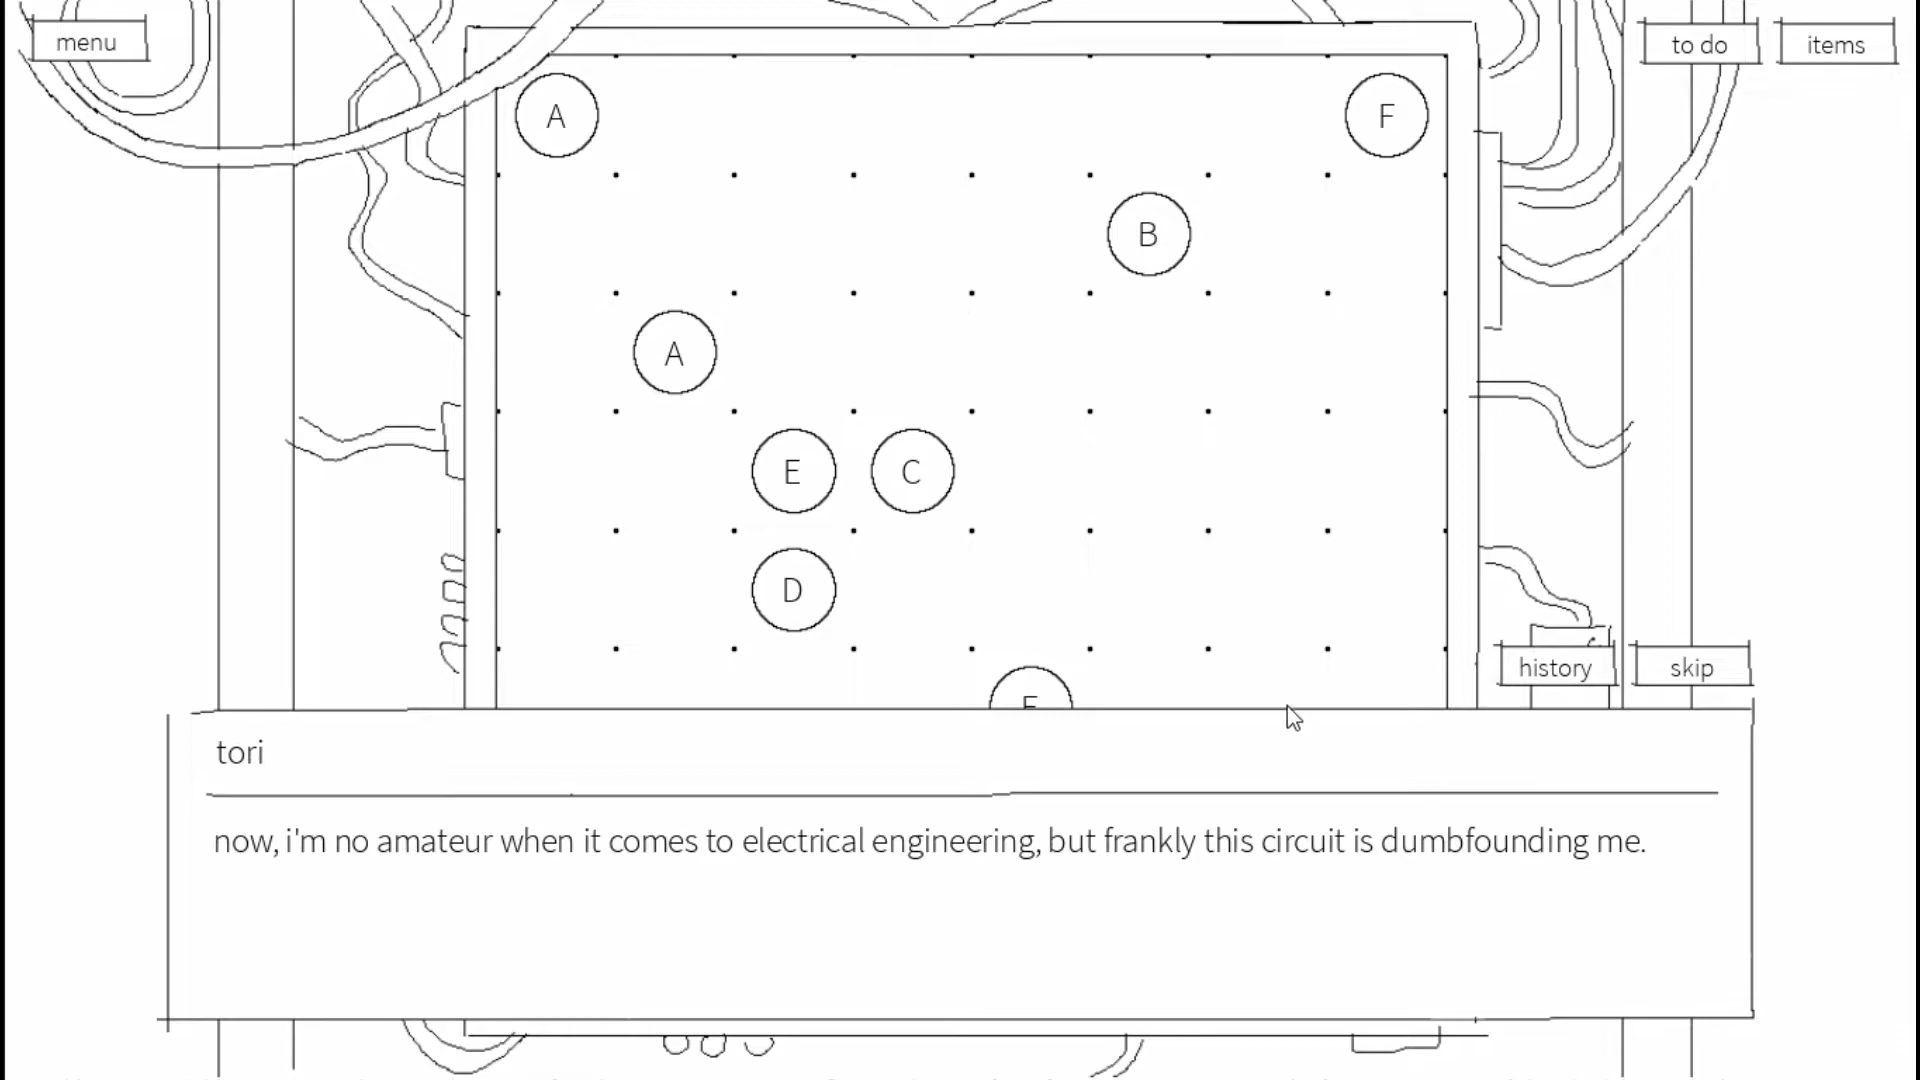 menu
to do
items
A
F
B
A
E
C
D
history
skip
tori
now, i'm no amateur when it comes to electrical engineering, but frankly this circuit is dumbfounding me.